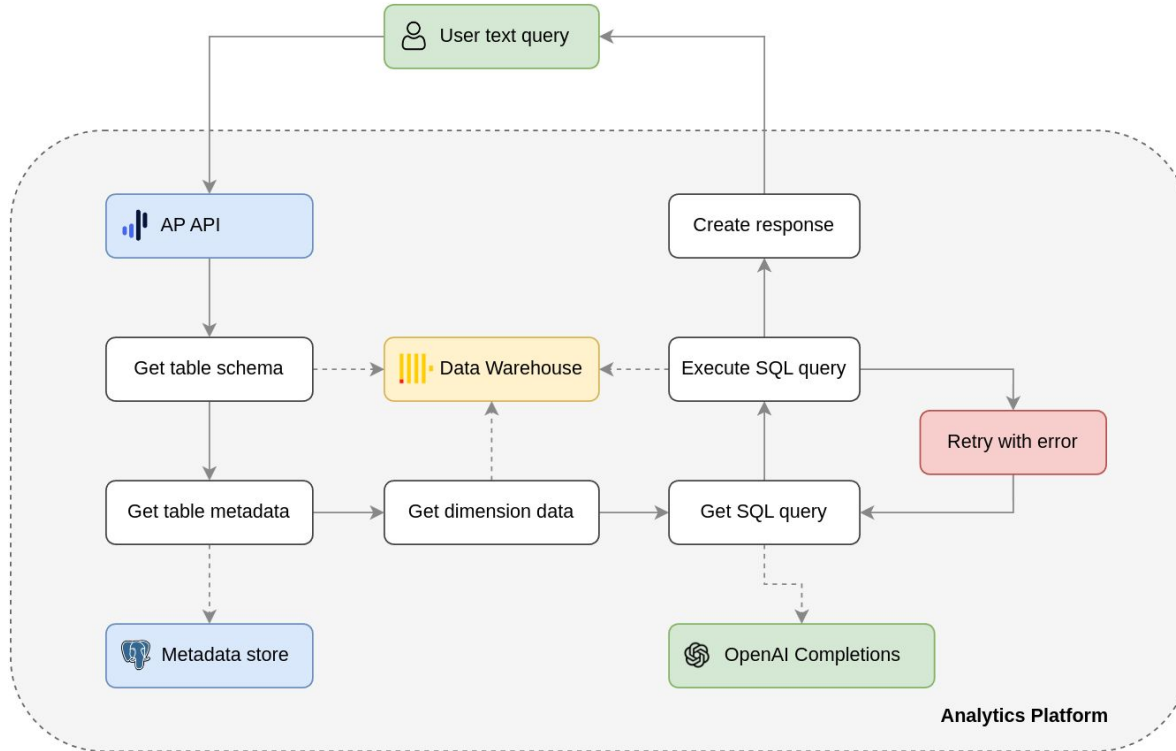 User text query
AP API
Create response
Get table schema
Data Warehouse
Execute SQL query
Retry with error
Get table metadata
Get dimension data
Get SQL query
Metadata store
OpenAI Completions
Analytics Platform